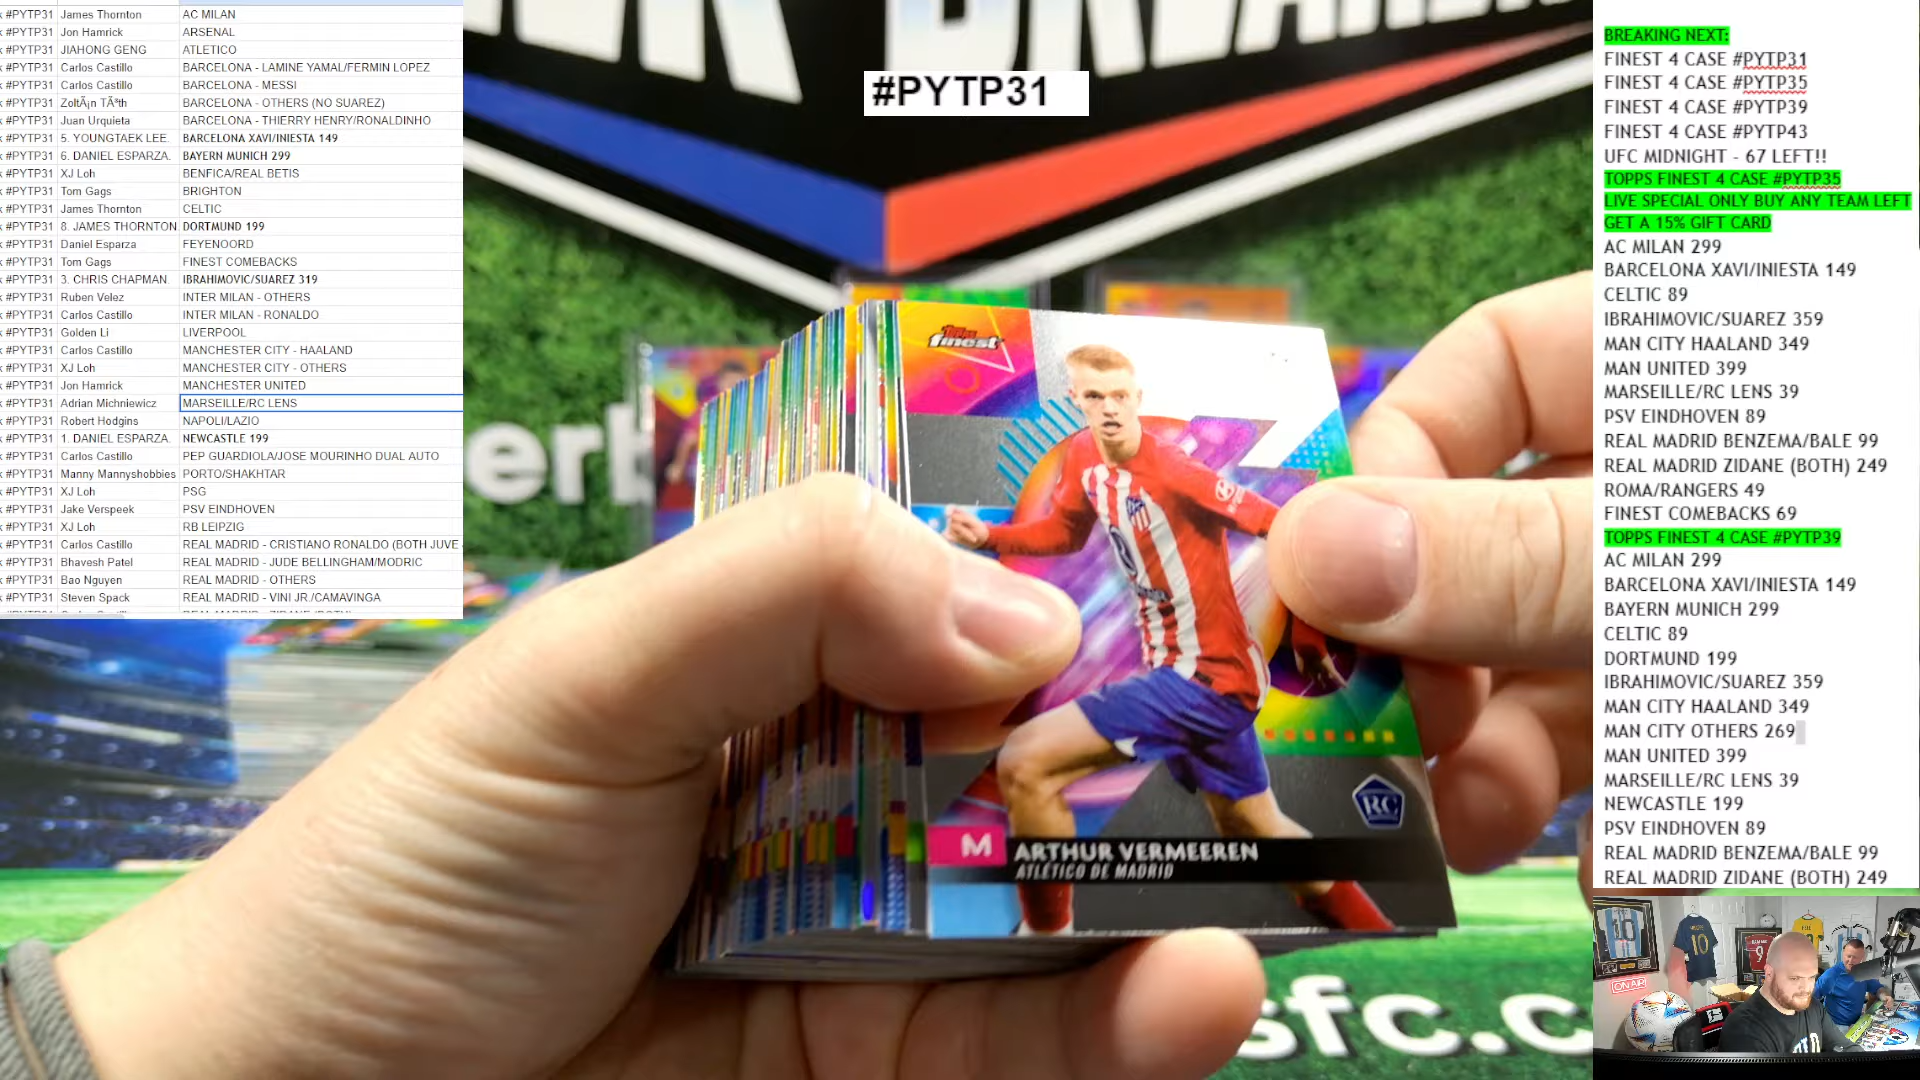 #PYTP31 James Thornton AC MILAN
#PYTP31 Jon Hamrick ARSENAL
#PYTP31 JIAHONG GENG ATLETICO
#PYTP31 Carlos Castillo BARCELONA - LAMINE YAMAL/FERMIN LOPEZ
#PYTP31 Carlos Castillo BARCELONA - MESSI
#PYTP31 ZoltÃ¡n TÃ³th BARCELONA - OTHERS (NO SUAREZ)
#PYTP31 Juan Urquieta BARCELONA - THIERRY HENRY/RONALDINHO
#PYTP31 5. YOUNGTAEK LEE. BARCELONA XAVI/INIESTA 149
#PYTP31 6. DANIEL ESPARZA. BAYERN MUNICH 299
#PYTP31 XJ Loh BENFICA/REAL BETIS
#PYTP31 Tom Gags BRIGHTON
#PYTP31 James Thornton CELTIC
#PYTP31 8. JAMES THORNTON. DORTMUND 199
#PYTP31 Daniel Esparza FEYENOORD
#PYTP31 Tom Gags FINEST COMEBACKS
#PYTP31 3. CHRIS CHAPMAN. IBRAHIMOVIC/SUAREZ 319
#PYTP31 Ruben Velez INTER MILAN - OTHERS
#PYTP31 Carlos Castillo INTER MILAN - RONALDO
#PYTP31 Golden Li LIVERPOOL
#PYTP31 Carlos Castillo MANCHESTER CITY - HAALAND
#PYTP31 XJ Loh MANCHESTER CITY - OTHERS
#PYTP31 Jon Hamrick MANCHESTER UNITED
#PYTP31 Adrian Michniewicz MARSEILLE/RC LENS
#PYTP31 Robert Hodgins NAPOLI/LAZIO
#PYTP31 1. DANIEL ESPARZA. NEWCASTLE 199
#PYTP31 Carlos Castillo PEP GUARDIOLA/JOSE MOURINHO DUAL AUTO
#PYTP31 Manny Mannyshobbies PORTO/SHAKHTAR
#PYTP31 XJ Loh PSG
#PYTP31 Jake Verspeek PSV EINDHOVEN
#PYTP31 XJ Loh RB LEIPZIG
#PYTP31 Carlos Castillo REAL MADRID - CRISTIANO RONALDO (BOTH JUVE
#PYTP31 Bhavesh Patel REAL MADRID - JUDE BELLINGHAM/MODRIC
#PYTP31 Bao Nguyen REAL MADRID - OTHERS
#PYTP31 Steven Spack REAL MADRID - VINI JR./CAMAVINGA
#PYTP31
Topps
finest
M ARTHUR VERMEEREN
ATLÉTICO DE MADRID
RC
sfc.c
BREAKING NEXT:
FINEST 4 CASE #PYTP31
FINEST 4 CASE #PYTP35
FINEST 4 CASE #PYTP39
FINEST 4 CASE #PYTP43
UFC MIDNIGHT - 67 LEFT!!
TOPPS FINEST 4 CASE #PYTP35
LIVE SPECIAL ONLY BUY ANY TEAM LEFT
GET A 15% GIFT CARD
AC MILAN 299
BARCELONA XAVI/INIESTA 149
CELTIC 89
IBRAHIMOVIC/SUAREZ 359
MAN CITY HAALAND 349
MAN UNITED 399
MARSEILLE/RC LENS 39
PSV EINDHOVEN 89
REAL MADRID BENZEMA/BALE 99
REAL MADRID ZIDANE (BOTH) 249
ROMA/RANGERS 49
FINEST COMEBACKS 69
TOPPS FINEST 4 CASE #PYTP39
AC MILAN 299
BARCELONA XAVI/INIESTA 149
BAYERN MUNICH 299
CELTIC 89
DORTMUND 199
IBRAHIMOVIC/SUAREZ 359
MAN CITY HAALAND 349
MAN CITY OTHERS 269
MAN UNITED 399
MARSEILLE/RC LENS 39
NEWCASTLE 199
PSV EINDHOVEN 89
REAL MADRID BENZEMA/BALE 99
REAL MADRID ZIDANE (BOTH) 249
ON AIR